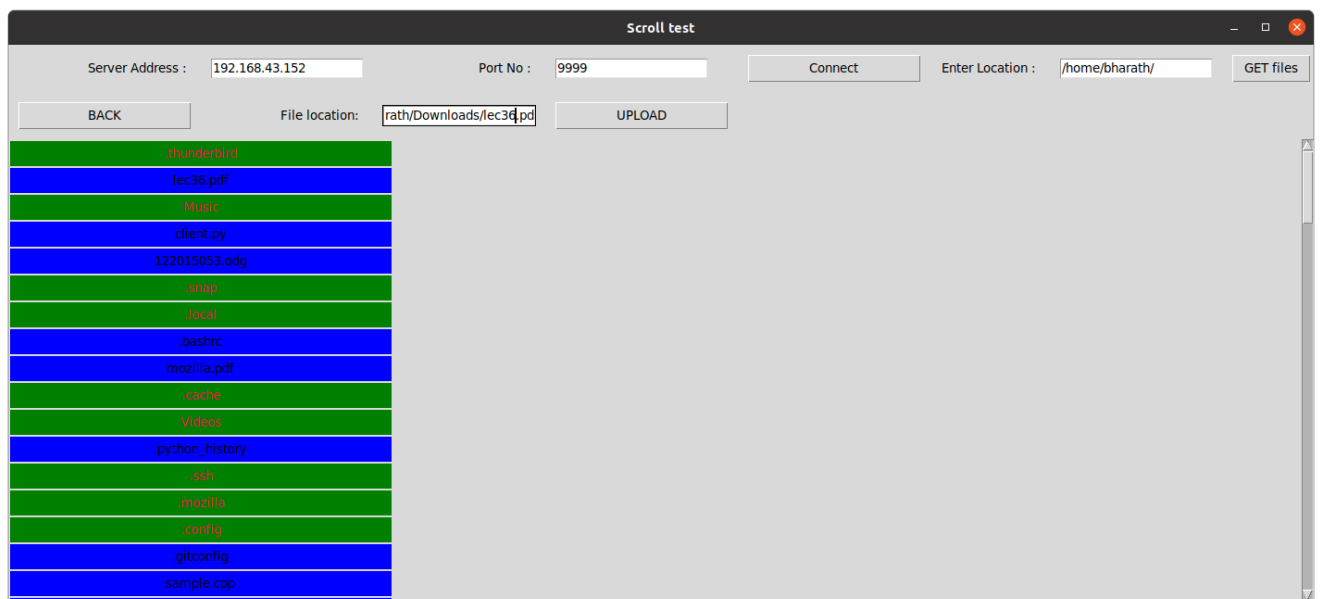 Scroll test
Server Address : 192.168.43.152 Port No : 9999 Connect Enter Location : /home/bharath/ GET files
BACK File location: rath/Downloads/lec36.pd UPLOAD
.thunderbird
lec36.pdf
Music
client.py
122015053.odg
.snap
.local
.bashrc
mozilla.pdf
.cache
Videos
.python_history
.ssh
.mozilla
.config
.gitconfig
sample.cpp